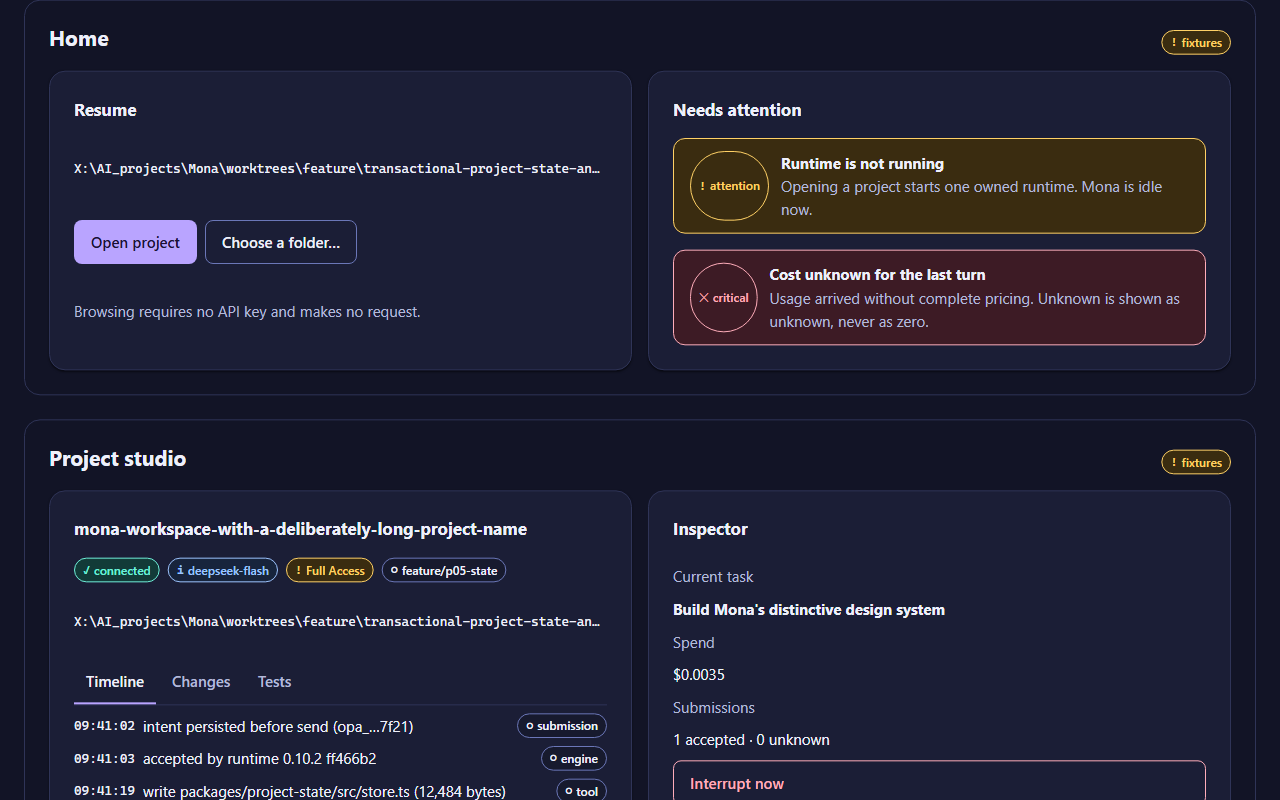 Home
! fixtures
Resume
X:\AI_projects\Mona\worktrees\feature\transactional-project-state-an…
Open project
Choose a folder…
Browsing requires no API key and makes no request.
Needs attention
! attention
Runtime is not running
Opening a project starts one owned runtime. Mona is idle
now.
× critical
Cost unknown for the last turn
Usage arrived without complete pricing. Unknown is shown as
unknown, never as zero.
Project studio
! fixtures
mona-workspace-with-a-deliberately-long-project-name
✓ connected
i deepseek-flash
! Full Access
feature/p05-state
X:\AI_projects\Mona\worktrees\feature\transactional-project-state-an…
Timeline
Changes
Tests
09:41:02 intent persisted before send (opa_…7f21)
submission
09:41:03 accepted by runtime 0.10.2 ff466b2
engine
09:41:19 write packages/project-state/src/store.ts (12,484 bytes)
tool
Inspector
Current task
Build Mona's distinctive design system
Spend
$0.0035
Submissions
1 accepted · 0 unknown
Interrupt now